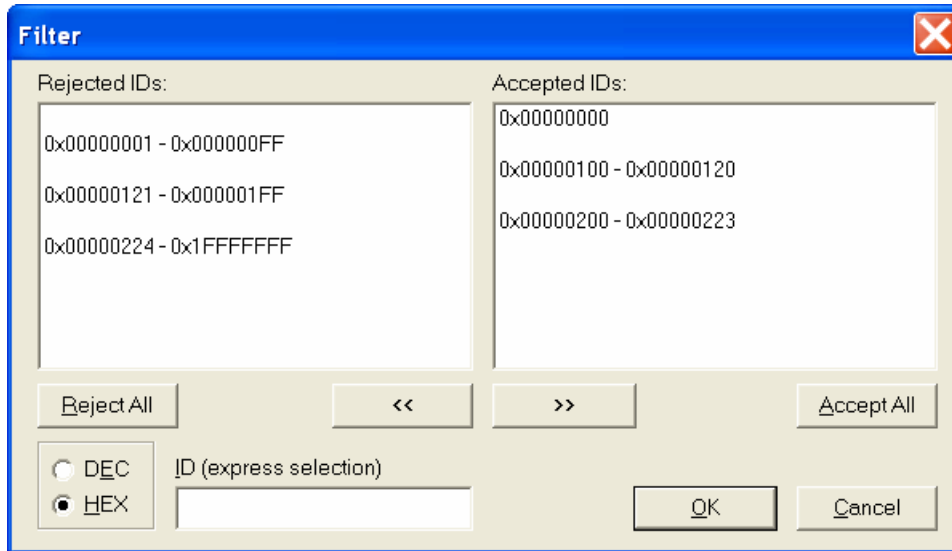 Filter
Rejected IDs:
0x00000001 - 0x000000FF
0x00000121 - 0x000001FF
0x00000224 - 0x1FFFFFFF
Accepted IDs:
0x00000000
0x00000100 - 0x00000120
0x00000200 - 0x00000223
Reject All
<<
>>
Accept All
DEC
HEX
ID (express selection)
OK
Cancel